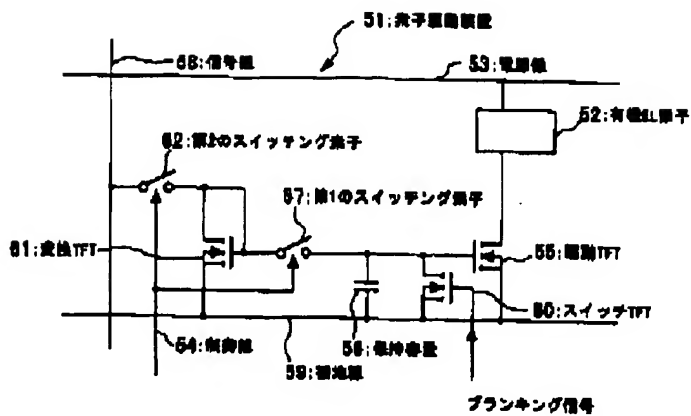 51:素子駆動装置
58:信号線
53:電源線
52:有機EL素子
62:第2のスイッチング素子
57:第1のスイッチング素子
61:変換TFT
55:駆動TFT
60:スイッチTFT
54:制御線
56:保持容量
59:接地線
ブランキング信号